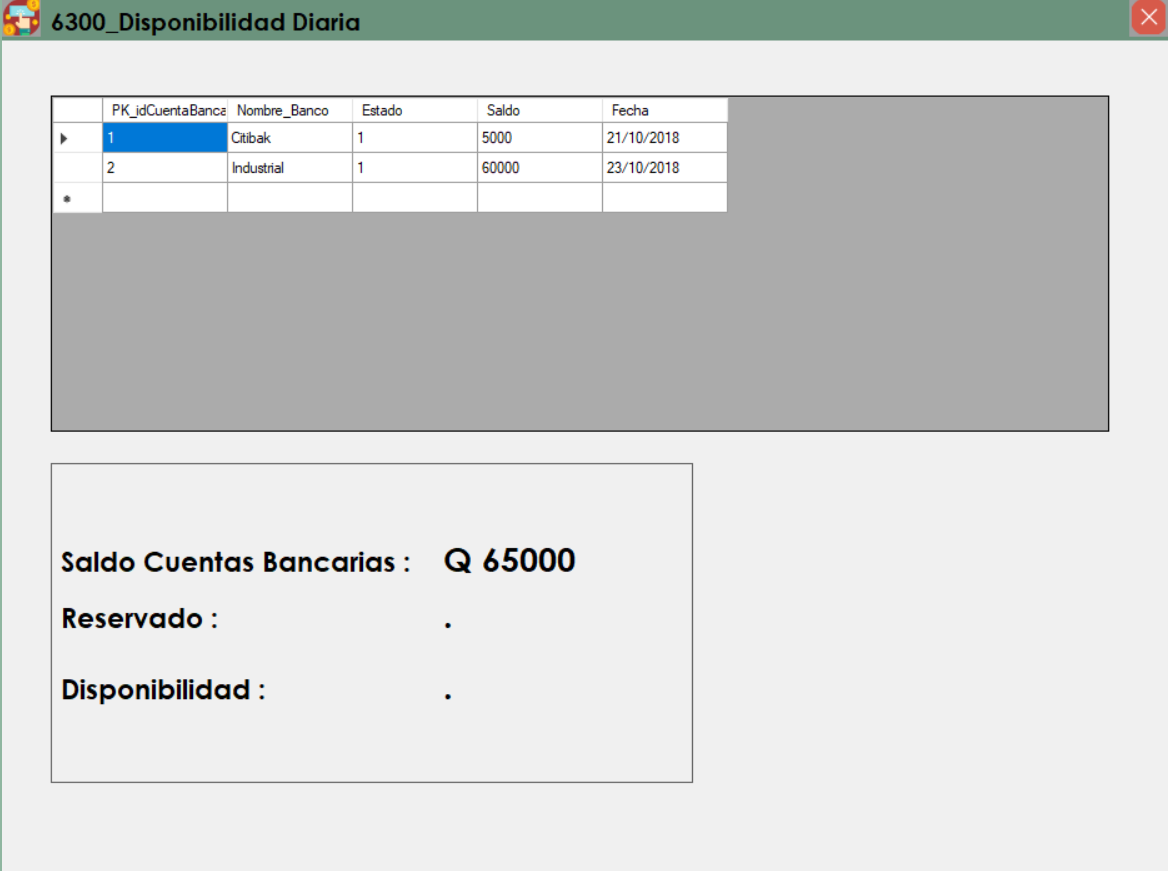 6300_Disponibilidad Diaria
PK_idCuentaBanca Nombre_Banco Estado Saldo Fecha
1 Citibak 1 5000 21/10/2018
2 Industrial 1 60000 23/10/2018
Saldo Cuentas Bancarias : Q 65000
Reservado : .
Disponibilidad : .